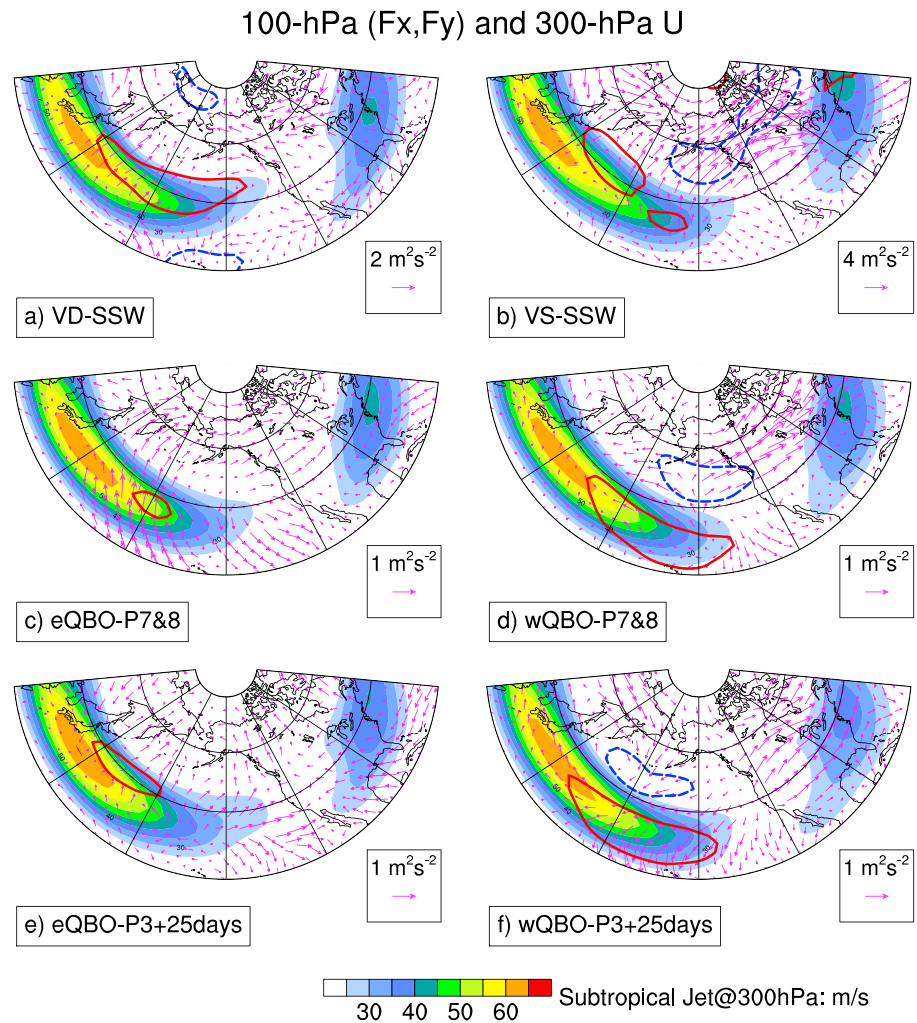 100-hPa (Fx,Fy) and 300-hPa U
2 m²s⁻²
4 m²s⁻²
a) VD-SSW
b) VS-SSW
1 m²s⁻²
1 m²s⁻²
c) eQBO-P7&8
d) wQBO-P7&8
1 m²s⁻²
1 m²s⁻²
e) eQBO-P3+25days
f) wQBO-P3+25days
30 40 50 60 Subtropical Jet@300hPa: m/s